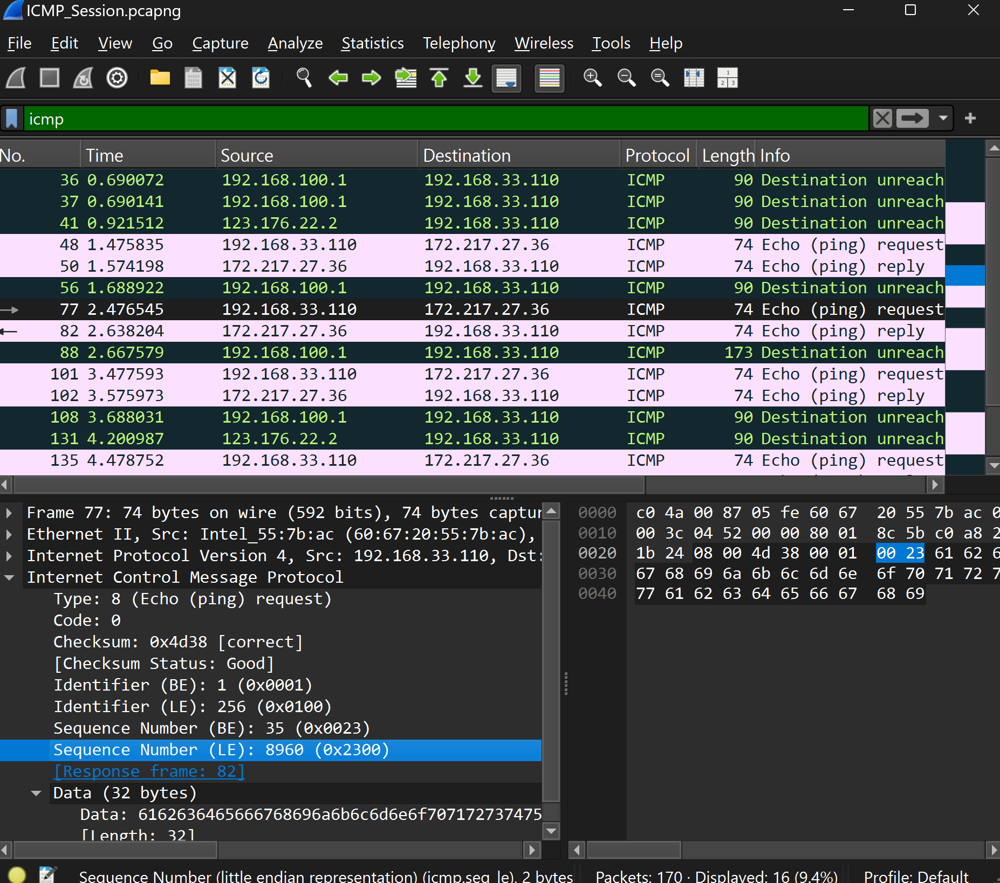 ICMP_Session.pcapng
File Edit View Go Capture Analyze Statistics Telephony Wireless Tools Help
icmp
No. Time Source Destination Protocol Length Info
36 0.690072 192.168.100.1 192.168.33.110 ICMP 90 Destination unreach
37 0.690141 192.168.100.1 192.168.33.110 ICMP 90 Destination unreach
41 0.921512 123.176.22.2 192.168.33.110 ICMP 90 Destination unreach
48 1.475835 192.168.33.110 172.217.27.36 ICMP 74 Echo (ping) request
50 1.574198 172.217.27.36 192.168.33.110 ICMP 74 Echo (ping) reply
56 1.688922 192.168.100.1 192.168.33.110 ICMP 90 Destination unreach
77 2.476545 192.168.33.110 172.217.27.36 ICMP 74 Echo (ping) request
82 2.638204 172.217.27.36 192.168.33.110 ICMP 74 Echo (ping) reply
88 2.667579 192.168.100.1 192.168.33.110 ICMP 173 Destination unreach
101 3.477593 192.168.33.110 172.217.27.36 ICMP 74 Echo (ping) request
102 3.575973 172.217.27.36 192.168.33.110 ICMP 74 Echo (ping) reply
108 3.688031 192.168.100.1 192.168.33.110 ICMP 90 Destination unreach
131 4.200987 123.176.22.2 192.168.33.110 ICMP 90 Destination unreach
135 4.478752 192.168.33.110 172.217.27.36 ICMP 74 Echo (ping) request
Frame 77: 74 bytes on wire (592 bits), 74 bytes captur
Ethernet II, Src: Intel_55:7b:ac (60:67:20:55:7b:ac),
Internet Protocol Version 4, Src: 192.168.33.110, Dst:
Internet Control Message Protocol
Type: 8 (Echo (ping) request)
Code: 0
Checksum: 0x4d38 [correct]
[Checksum Status: Good]
Identifier (BE): 1 (0x0001)
Identifier (LE): 256 (0x0100)
Sequence Number (BE): 35 (0x0023)
Sequence Number (LE): 8960 (0x2300)
[Response frame: 82]
Data (32 bytes)
Data: 6162636465666768696a6b6c6d6e6f707172737475
[Length: 32]
0000 c0 4a 00 87 05 fe 60 67 20 55 7b ac 0
0010 00 3c 04 52 00 00 80 01 8c 5b c0 a8 2
0020 1b 24 08 00 4d 38 00 01 00 23 61 62 6
0030 67 68 69 6a 6b 6c 6d 6e 6f 70 71 72 7
0040 77 61 62 63 64 65 66 67 68 69
Sequence Number (little endian representation) (icmp.seq_le), 2 bytes Packets: 170 · Displayed: 16 (9.4%) Profile: Default